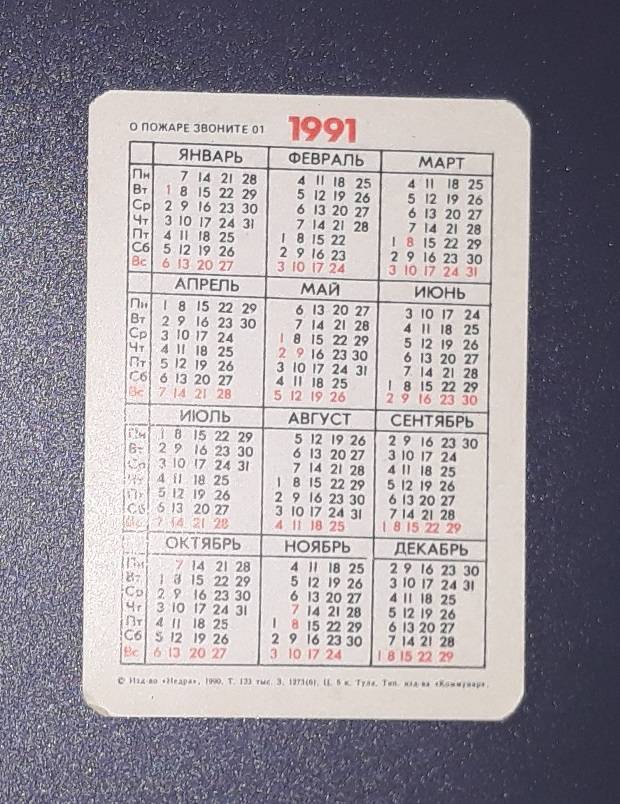 О ПОЖАРЕ ЗВОНИТЕ 01 1991
ЯНВАРЬ ФЕВРАЛЬ МАРТ
Пн 7 14 21 28 4 11 18 25 4 11 18 25
Вт 1 8 15 22 29 5 12 19 26 5 12 19 26
Ср 2 9 16 23 30 6 13 20 27 6 13 20 27
Чт 3 10 17 24 31 7 14 21 28 7 14 21 28
Пт 4 11 18 25 1 8 15 22 1 8 15 22 29
Сб 5 12 19 26 2 9 16 23 2 9 16 23 30
Вс 6 13 20 27 3 10 17 24 3 10 17 24 31
АПРЕЛЬ МАЙ ИЮНЬ
Пн 1 8 15 22 29 6 13 20 27 3 10 17 24
Вт 2 9 16 23 30 7 14 21 28 4 11 18 25
Ср 3 10 17 24 1 8 15 22 29 5 12 19 26
Чт 4 11 18 25 2 9 16 23 30 6 13 20 27
Пт 5 12 19 26 3 10 17 24 31 7 14 21 28
Сб 6 13 20 27 4 11 18 25 1 8 15 22 29
Вс 7 14 21 28 5 12 19 26 2 9 16 23 30
ИЮЛЬ АВГУСТ СЕНТЯБРЬ
Пн 1 8 15 22 29 5 12 19 26 2 9 16 23 30
Вт 2 9 16 23 30 6 13 20 27 3 10 17 24
Ср 3 10 17 24 31 7 14 21 28 4 11 18 25
Чт 4 11 18 25 1 8 15 22 29 5 12 19 26
Пт 5 12 19 26 2 9 16 23 30 6 13 20 27
Сб 6 13 20 27 3 10 17 24 31 7 14 21 28
Вс 7 14 21 28 4 11 18 25 1 8 15 22 29
ОКТЯБРЬ НОЯБРЬ ДЕКАБРЬ
Пн 7 14 21 28 4 11 18 25 2 9 16 23 30
Вт 1 8 15 22 29 5 12 19 26 3 10 17 24 31
Ср 2 9 16 23 30 6 13 20 27 4 11 18 25
Чт 3 10 17 24 31 7 14 21 28 5 12 19 26
Пт 4 11 18 25 1 8 15 22 29 6 13 20 27
Сб 5 12 19 26 2 9 16 23 30 7 14 21 28
Вс 6 13 20 27 3 10 17 24 1 8 15 22 29
© Изд-во «Недра», 1990. Т. 123 тыс. З. 1273(6). Ц. 5 к. Тула. Тип. изд-ва «Коммунар».